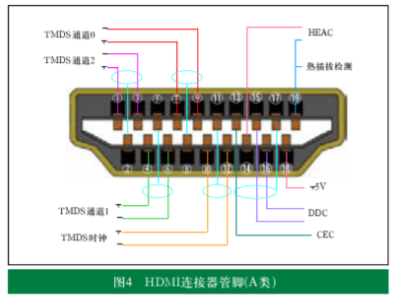 TMDS通道0
HEAC
TMDS通道2
热插拔检测
① ③ ⑤ ⑦ ⑨ ⑪ ⑬ ⑮ ⑰ ⑲
② ④ ⑥ ⑧ ⑩ ⑫ ⑭ ⑯ ⑱
+5V
TMDS通道1
DDC
TMDS时钟
CEC
图4 HDMI连接器管脚(A类)